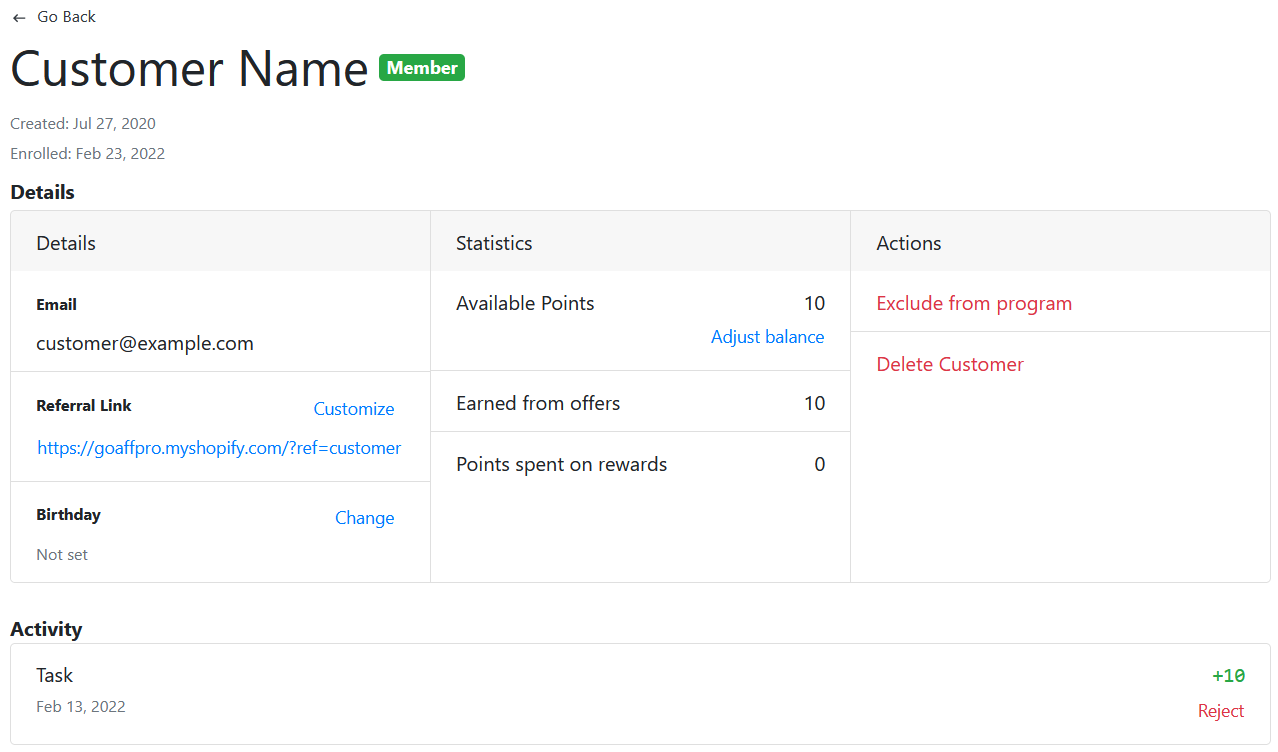 ← Go Back
Customer Name Member
Created: Jul 27, 2020
Enrolled: Feb 23, 2022
Details
Details
Email
customer@example.com
Referral Link Customize
https://goaffpro.myshopify.com/?ref=customer
Birthday Change
Not set
Statistics
Available Points 10
Adjust balance
Earned from offers 10
Points spent on rewards 0
Actions
Exclude from program
Delete Customer
Activity
Task +10
Feb 13, 2022 Reject